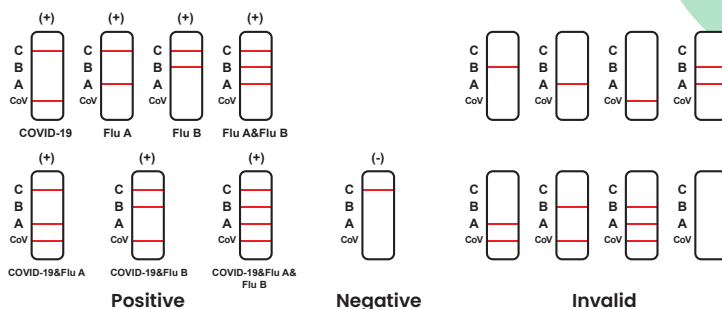 (+) (+) (+) (+)
C C C C C C C C
B B B B B B B B
A A A A A A A A
CoV CoV CoV CoV CoV CoV CoV CoV
COVID-19 Flu A Flu B Flu A&Flu B
(+) (+) (+) (-)
C C C C C C C C
B B B B B B B B
A A A A A A A A
CoV CoV CoV CoV CoV CoV CoV CoV
COVID-19&Flu A COVID-19&Flu B COVID-19&Flu A&
Flu B
Positive Negative Invalid